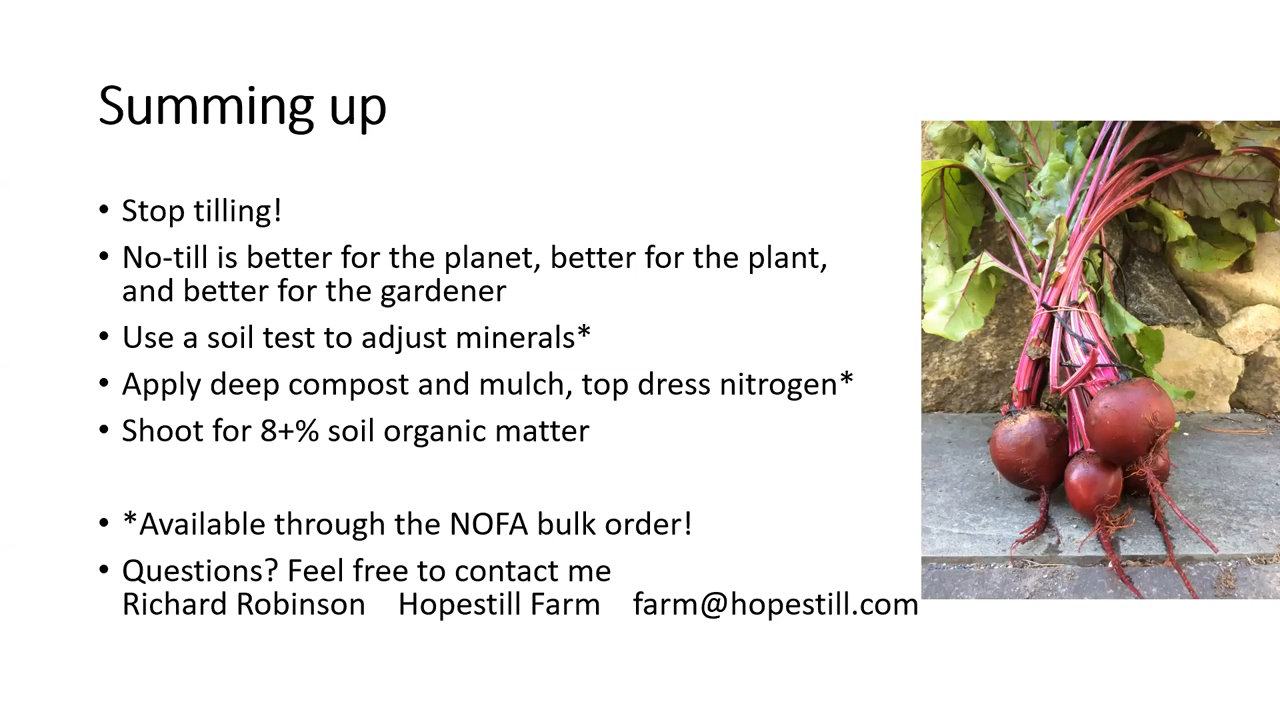 Summing up
• Stop tilling!
• No-till is better for the planet, better for the plant,
and better for the gardener
• Use a soil test to adjust minerals*
• Apply deep compost and mulch, top dress nitrogen*
• Shoot for 8+% soil organic matter
• *Available through the NOFA bulk order!
• Questions? Feel free to contact me
Richard Robinson    Hopestill Farm    farm@hopestill.com